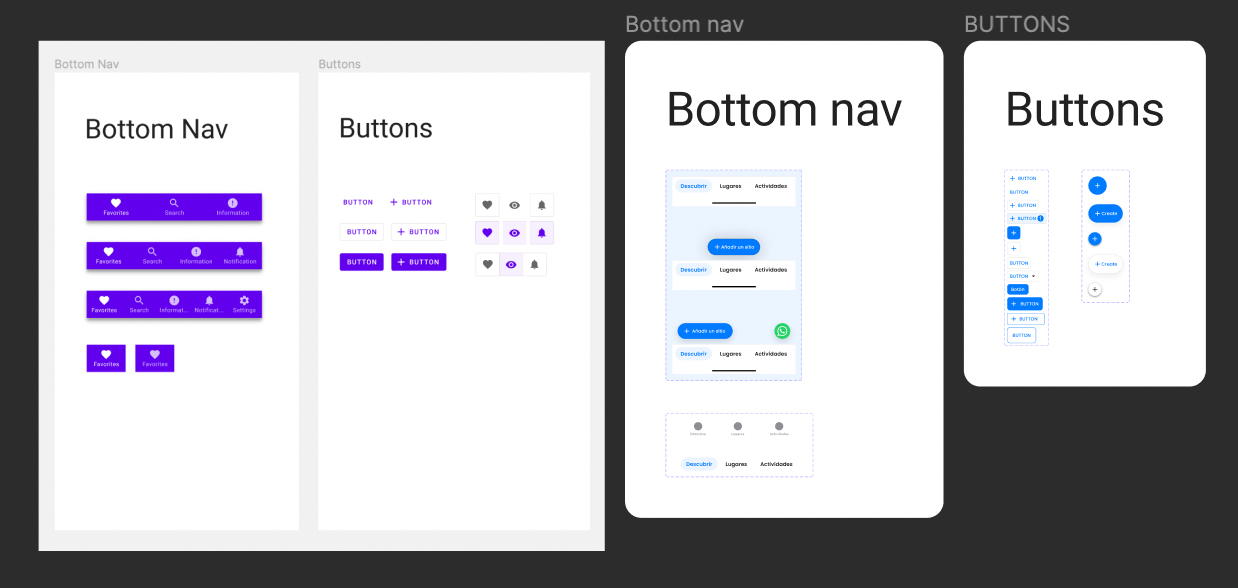 Bottom Nav
Bottom Nav
Favorites
Search
Information
Favorites
Search
Information
Notification
Favorites
Search
Informat...
Notificat...
Settings
Favorites
Favorites
Buttons
Buttons
BUTTON
BUTTON
BUTTON
BUTTON
BUTTON
BUTTON
Bottom nav
Bottom nav
Descubrir
Lugares
Actividades
Añadir un sitio
Descubrir
Lugares
Actividades
Añadir un sitio
Descubrir
Lugares
Actividades
Lugares
Actividades
Descubrir
Lugares
Actividades
BUTTONS
Buttons
BUTTON
BUTTON
BUTTON
BUTTON
BUTTON
BUTTON
Botón
BUTTON
BUTTON
BUTTON
Create
Create